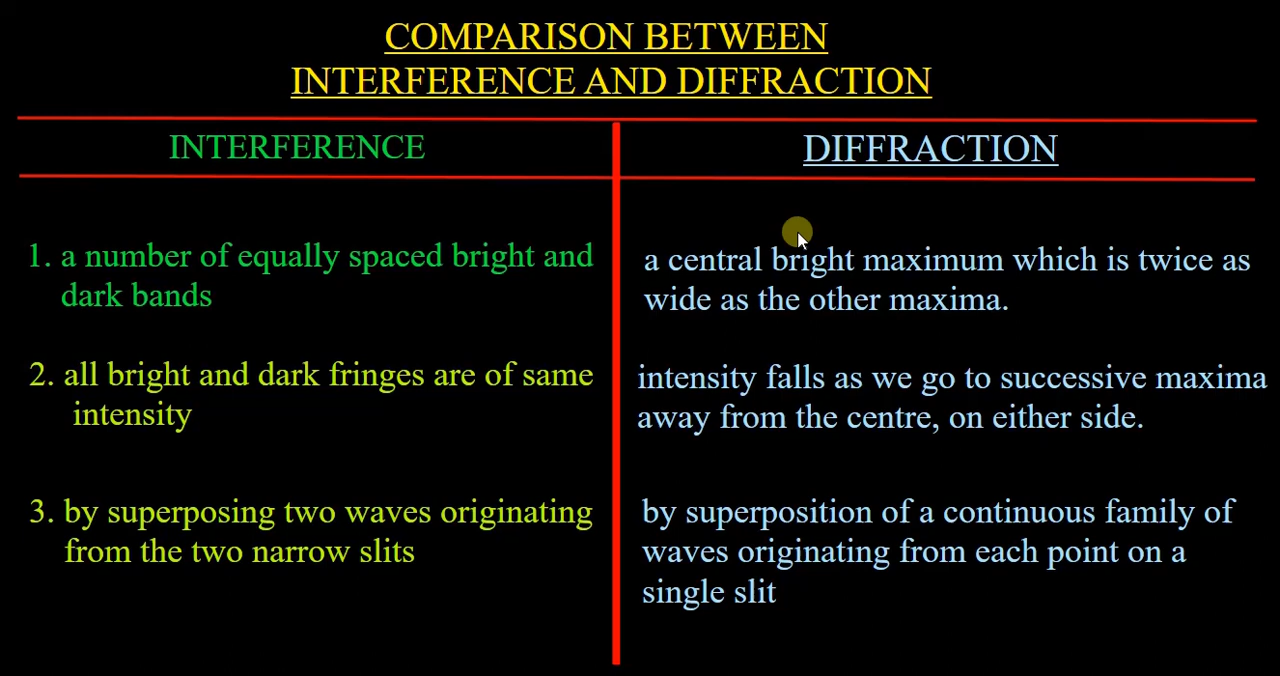 COMPARISON BETWEEN
INTERFERENCE AND DIFFRACTION
INTERFERENCE
DIFFRACTION
1. a number of equally spaced bright and
dark bands
a central bright maximum which is twice as
wide as the other maxima.
2. all bright and dark fringes are of same
intensity
intensity falls as we go to successive maxima
away from the centre, on either side.
3. by superposing two waves originating
from the two narrow slits
by superposition of a continuous family of
waves originating from each point on a
single slit